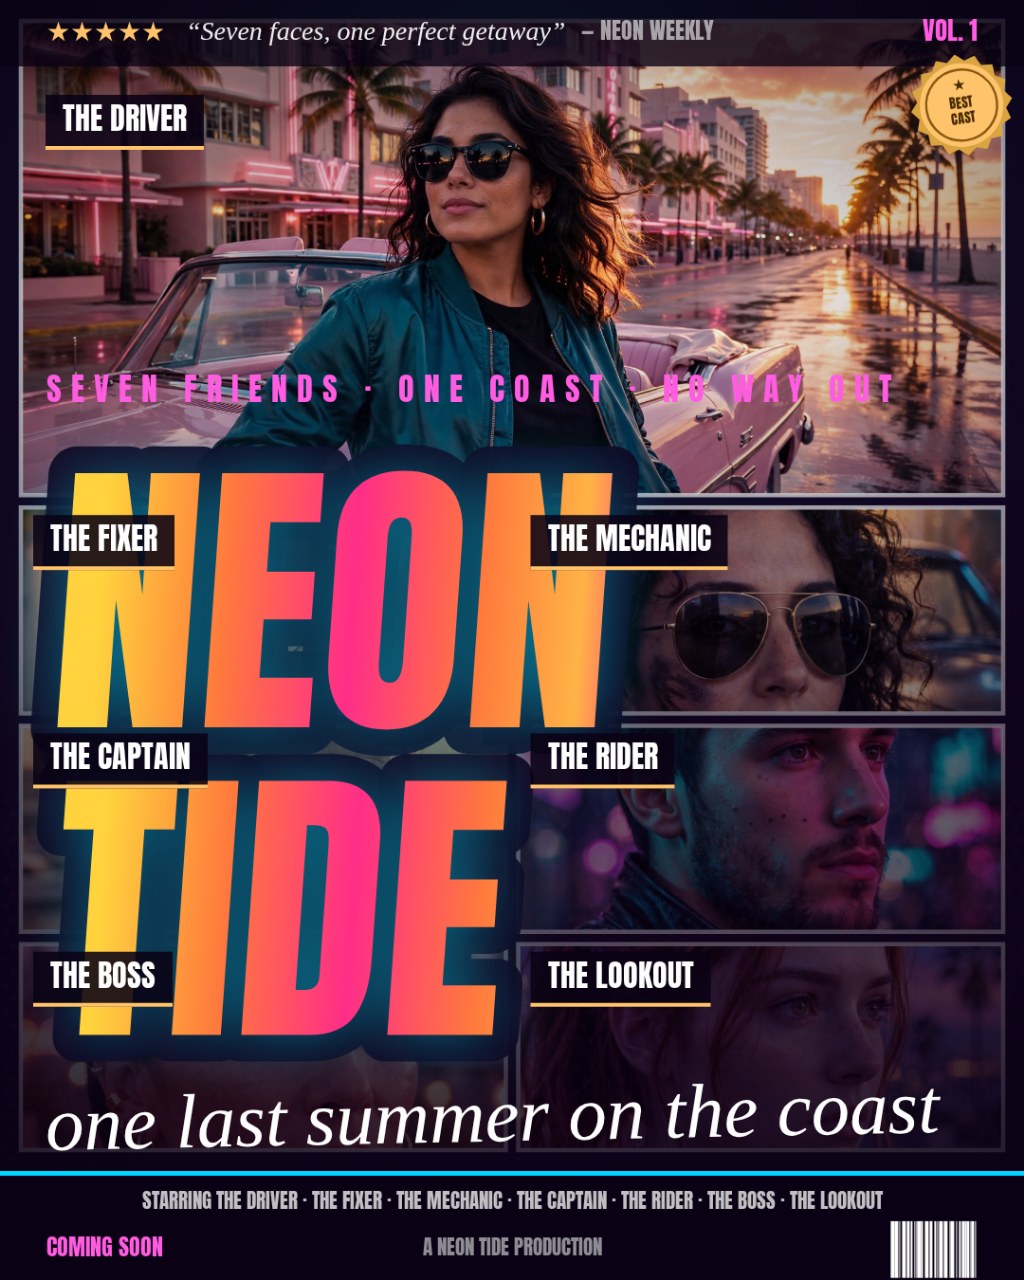 ★★★★★ “Seven faces, one perfect getaway” – NEON WEEKLY
VOL. 1
★
BEST
CAST
THE DRIVER
SEVEN FRIENDS · ONE COAST · NO WAY OUT
NEON
THE FIXER
THE MECHANIC
THE CAPTAIN
THE RIDER
TIDE
THE BOSS
THE LOOKOUT
one last summer on the coast
STARRING THE DRIVER · THE FIXER · THE MECHANIC · THE CAPTAIN · THE RIDER · THE BOSS · THE LOOKOUT
COMING SOON
A NEON TIDE PRODUCTION